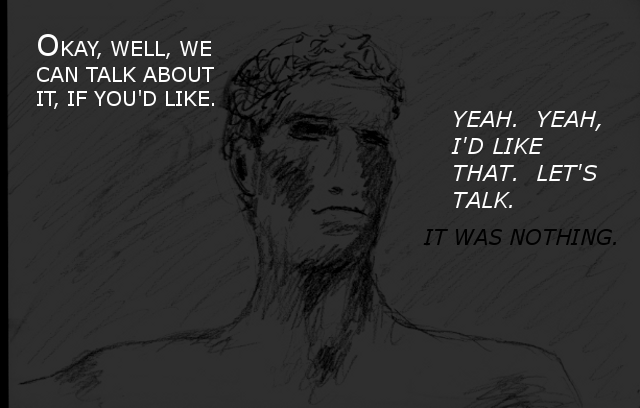 OKAY, WELL, WE
CAN TALK ABOUT
IT, IF YOU'D LIKE.
YEAH. YEAH,
I'D LIKE
THAT. LET'S
TALK.
IT WAS NOTHING.